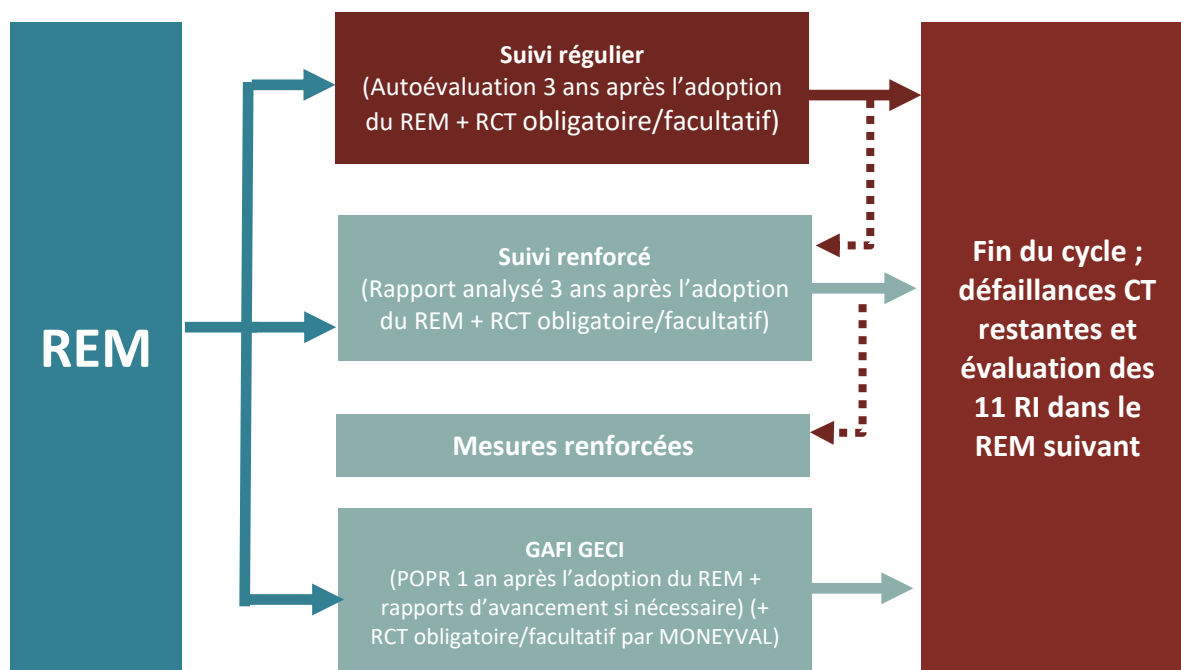 REM
Suivi régulier
(Autoévaluation 3 ans après l’adoption
du REM + RCT obligatoire/facultatif)
Suivi renforcé
(Rapport analysé 3 ans après l’adoption
du REM + RCT obligatoire/facultatif)
Mesures renforcées
GAFI GECI
(POPR 1 an après l’adoption du REM +
rapports d’avancement si nécessaire) (+
RCT obligatoire/facultatif par MONEYVAL)
Fin du cycle ;
défaillances CT
restantes et
évaluation des
11 RI dans le
REM suivant